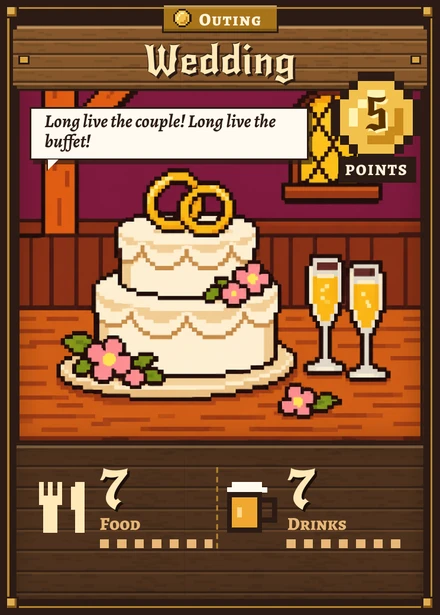 Outing
Wedding
Long live the couple! Long live the
buffet!
5
POINTS
7
Food
7
Drinks